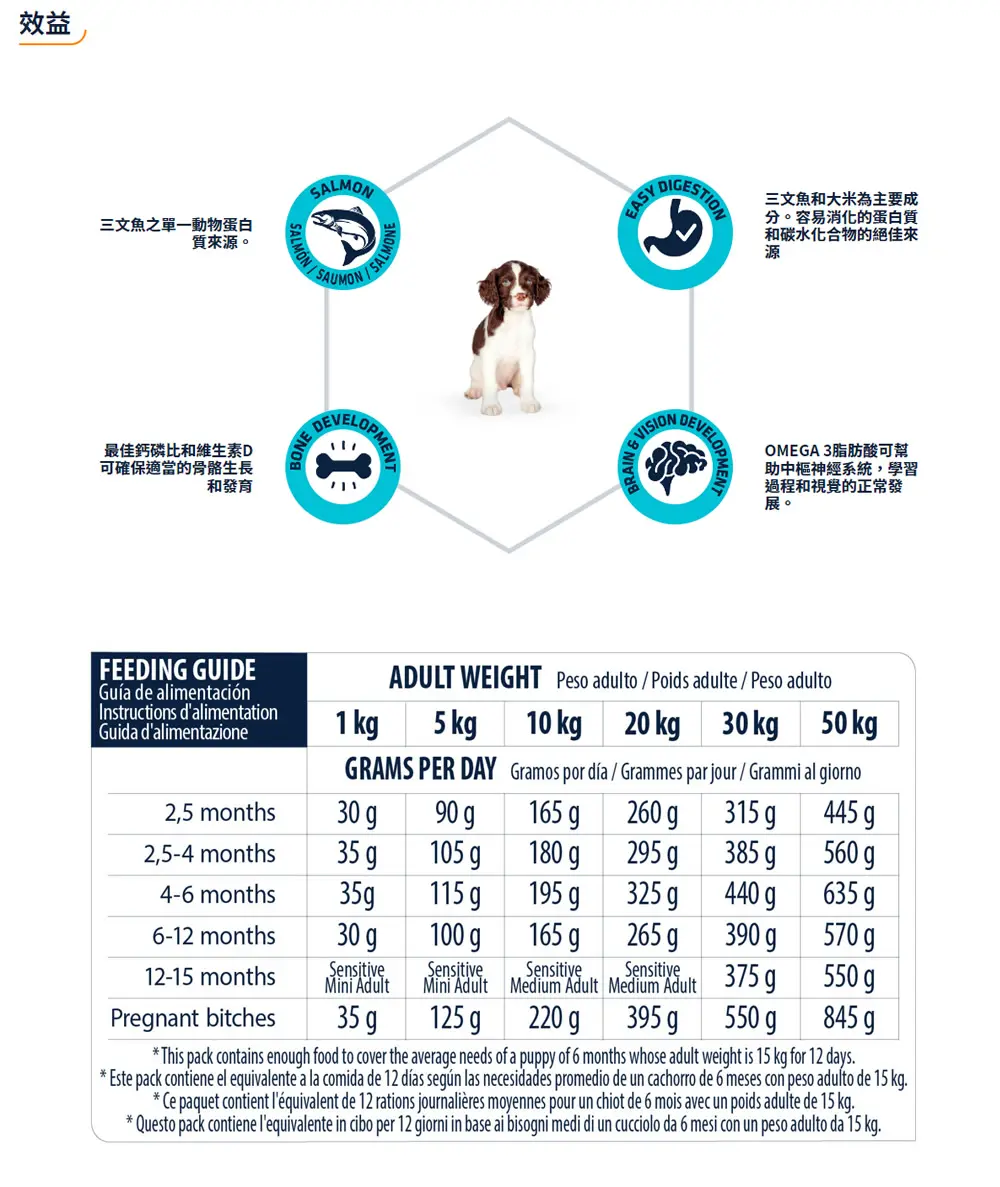 效益
SALMON
SALMÓN / SAUMON / SALMONE
三文魚之單一動物蛋白
質來源。
EASY DIGESTION
三文魚和大米為主要成
分。容易消化的蛋白質
和碳水化合物的絕佳來
源
BONE DEVELOPMENT
最佳鈣磷比和維生素D
可確保適當的骨骼生長
和發育
BRAIN & VISION DEVELOPMENT
OMEGA 3脂肪酸可幫
助中樞神經系統，學習
過程和視覺的正常發
展。
FEEDING GUIDE
Guía de alimentación
Instructions d'alimentation
Guida d'alimentazione
ADULT WEIGHT Peso adulto / Poids adulte / Peso adulto
1 kg 5 kg 10 kg 20 kg 30 kg 50 kg
GRAMS PER DAY Gramos por día / Grammes par jour / Grammi al giorno
2,5 months 30 g 90 g 165 g 260 g 315 g 445 g
2,5-4 months 35 g 105 g 180 g 295 g 385 g 560 g
4-6 months 35g 115 g 195 g 325 g 440 g 635 g
6-12 months 30 g 100 g 165 g 265 g 390 g 570 g
12-15 months Sensitive Mini Adult Sensitive Mini Adult Sensitive Medium Adult Sensitive Medium Adult 375 g 550 g
Pregnant bitches 35 g 125 g 220 g 395 g 550 g 845 g
*This pack contains enough food to cover the average needs of a puppy of 6 months whose adult weight is 15 kg for 12 days.
* Este pack contiene el equivalente a la comida de 12 días según las necesidades promedio de un cachorro de 6 meses con peso adulto de 15 kg.
* Ce paquet contient l'équivalent de 12 rations journalières moyennes pour un chiot de 6 mois avec un poids adulte de 15 kg.
* Questo pack contiene l'equivalente in cibo per 12 giorni in base ai bisogni medi di un cucciolo da 6 mesi con un peso adulto da 15 kg.